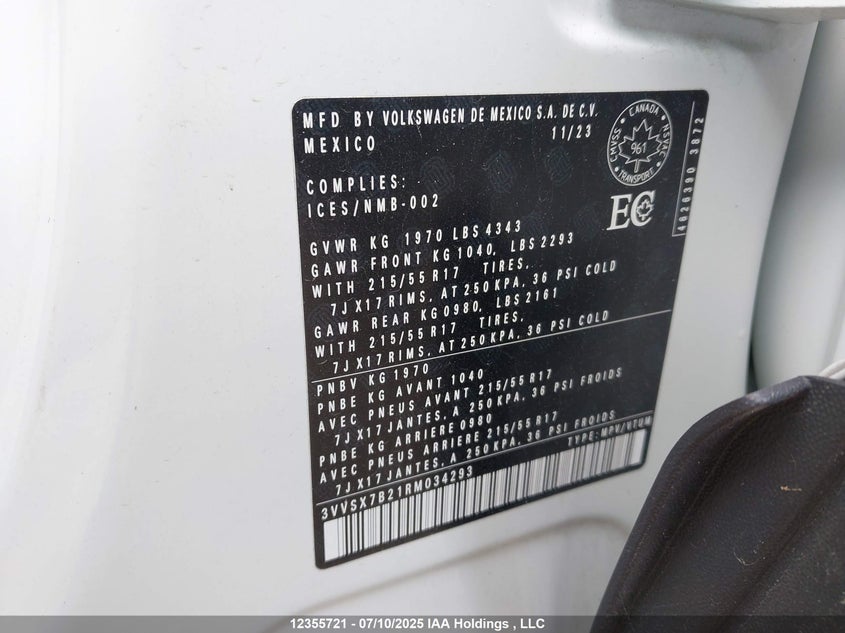 MFD BY VOLKSWAGEN DE MEXICO S.A. DE C.V.
MEXICO 11/23
COMPLIES:
ICES/NMB-002
GVWR KG 1970 LBS 4343
GAWR FRONT KG 1040, LBS 2293
WITH 215/55 R17 TIRES,
7J X17 RIMS, AT 250 KPA, 36 PSI COLD
GAWR REAR KG 0980, LBS 2161
WITH 215/55 R17 TIRES,
7J X17 RIMS, AT 250 KPA, 36 PSI COLD
PNBV KG 1970
PNBE KG AVANT 1040
AVEC PNEUS AVANT 215/55 R17
7J X17 JANTES, A 250 KPA, 36 PSI FROIDS
PNBE KG ARRIERE 0980
AVEC PNEUS ARRIERE 215/55 R17
7J X17 JANTES, A 250 KPA, 36 PSI FROIDS
3VVSX7B21RM034293 TYPE: MPV/VTUM
CANADA
CMVSS 961 NSVAC
TRANSPORT
EC
4626390 3872
12355721 - 07/10/2025 IAA Holdings , LLC